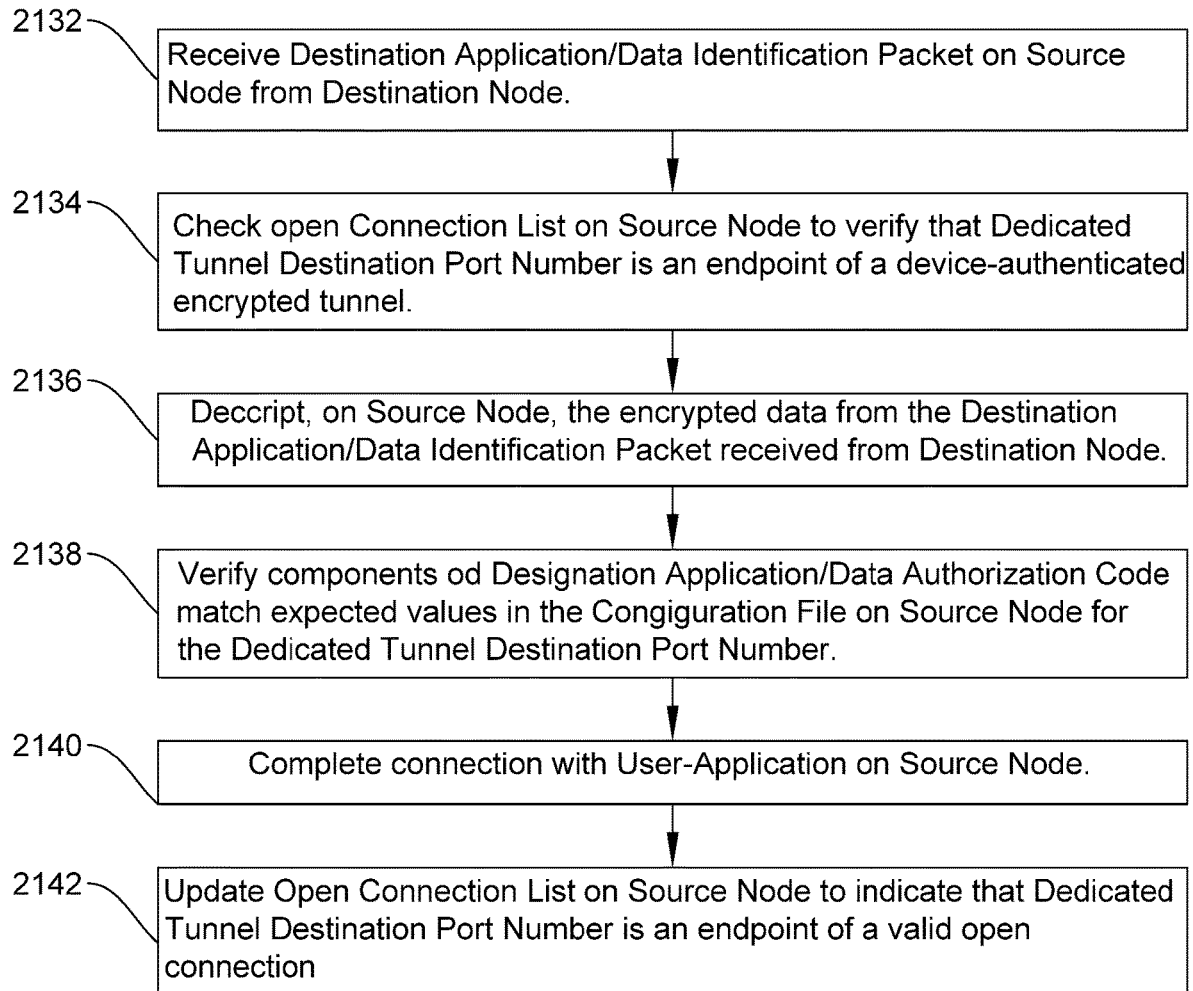 2132
Receive Destination Application/Data Identification Packet on Source
Node from Destination Node.
2134
Check open Connection List on Source Node to verify that Dedicated
Tunnel Destination Port Number is an endpoint of a device-authenticated
encrypted tunnel.
2136
Deccript, on Source Node, the encrypted data from the Destination
Application/Data Identification Packet received from Destination Node.
2138
Verify components od Designation Application/Data Authorization Code
match expected values in the Congiguration File on Source Node for
the Dedicated Tunnel Destination Port Number.
2140
Complete connection with User-Application on Source Node.
2142
Update Open Connection List on Source Node to indicate that Dedicated
Tunnel Destination Port Number is an endpoint of a valid open
connection